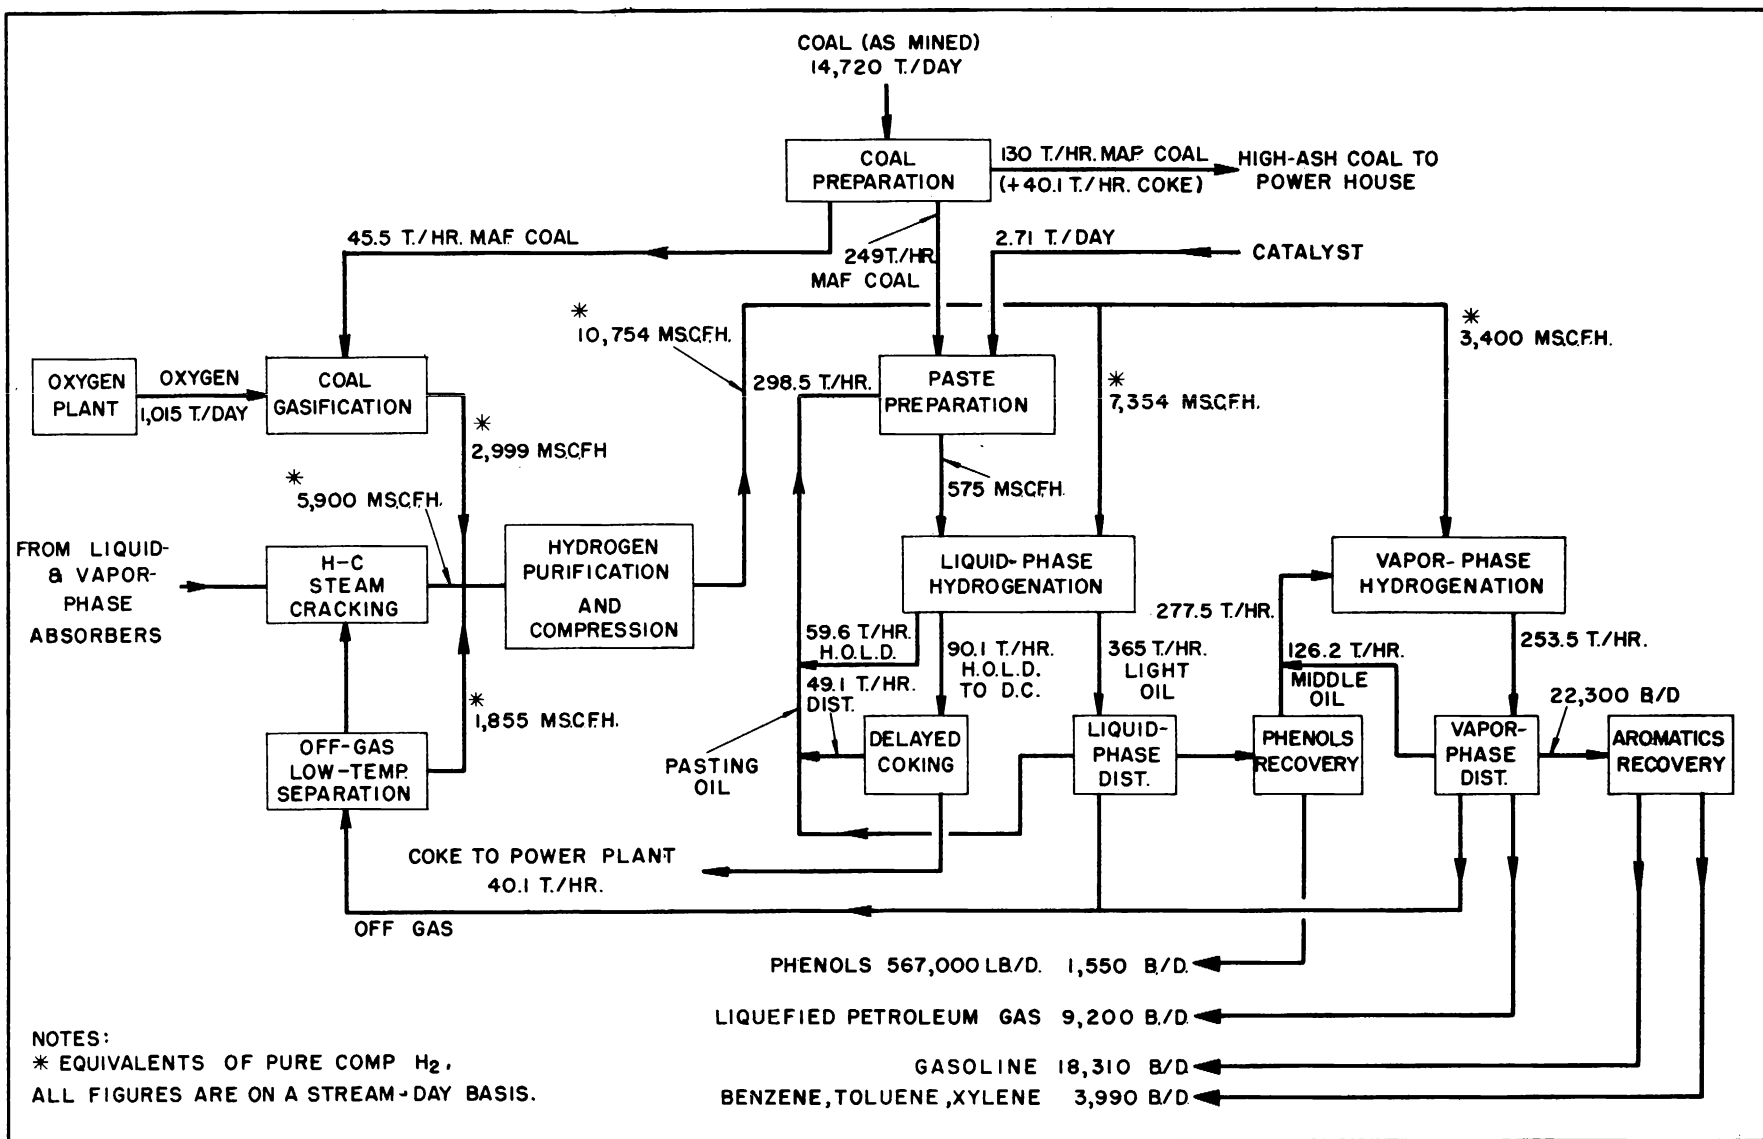 COAL (AS MINED)
14,720 T./DAY
COAL
PREPARATION
130 T./HR. MAF COAL
(+40.1 T./HR. COKE)
HIGH-ASH COAL TO
POWER HOUSE
45.5 T./HR. MAF COAL
249 T./HR.
MAF COAL
2.71 T./DAY
CATALYST
*
10,754 M.S.C.F.H.
*
3,400 M.S.C.F.H.
OXYGEN
PLANT
OXYGEN
1,015 T./DAY
COAL
GASIFICATION
298.5 T./HR.
PASTE
PREPARATION
*
7,354 M.S.C.F.H.
*
2,999 M.S.C.F.H
*
5,900 M.S.C.F.H.
575 M.S.C.F.H.
FROM LIQUID-
& VAPOR-
PHASE
ABSORBERS
H-C
STEAM
CRACKING
HYDROGEN
PURIFICATION
AND
COMPRESSION
LIQUID-PHASE
HYDROGENATION
VAPOR-PHASE
HYDROGENATION
277.5 T./HR.
59.6 T./HR.
H.O.L.D.
90.1 T./HR.
H.O.L.D.
TO D.C.
365 T./HR.
LIGHT
OIL
126.2 T./HR.
MIDDLE
OIL
253.5 T./HR.
49.1 T./HR.
DIST.
22,300 B/D
*
1,855 M.S.C.F.H.
OFF-GAS
LOW-TEMP.
SEPARATION
PASTING
OIL
DELAYED
COKING
LIQUID-
PHASE
DIST.
PHENOLS
RECOVERY
VAPOR-
PHASE
DIST.
AROMATICS
RECOVERY
COKE TO POWER PLANT
40.1 T./HR.
OFF GAS
PHENOLS 567,000 LB/D. 1,550 B./D.
LIQUEFIED PETROLEUM GAS 9,200 B./D.
GASOLINE 18,310 B/D.
BENZENE, TOLUENE, XYLENE 3,990 B/D.
NOTES:
* EQUIVALENTS OF PURE COMP H₂.
ALL FIGURES ARE ON A STREAM-DAY BASIS.